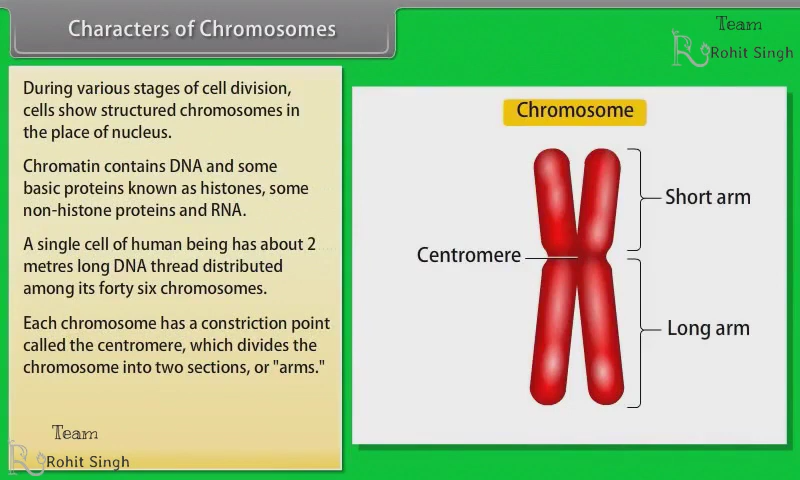 Characters of Chromosomes
Team
Rohit Singh
During various stages of cell division,
cells show structured chromosomes in
the place of nucleus.
Chromatin contains DNA and some
basic proteins known as histones, some
non-histone proteins and RNA.
A single cell of human being has about 2
metres long DNA thread distributed
among its forty six chromosomes.
Each chromosome has a constriction point
called the centromere, which divides the
chromosome into two sections, or "arms."
Team
Rohit Singh
Chromosome
Short arm
Centromere
Long arm